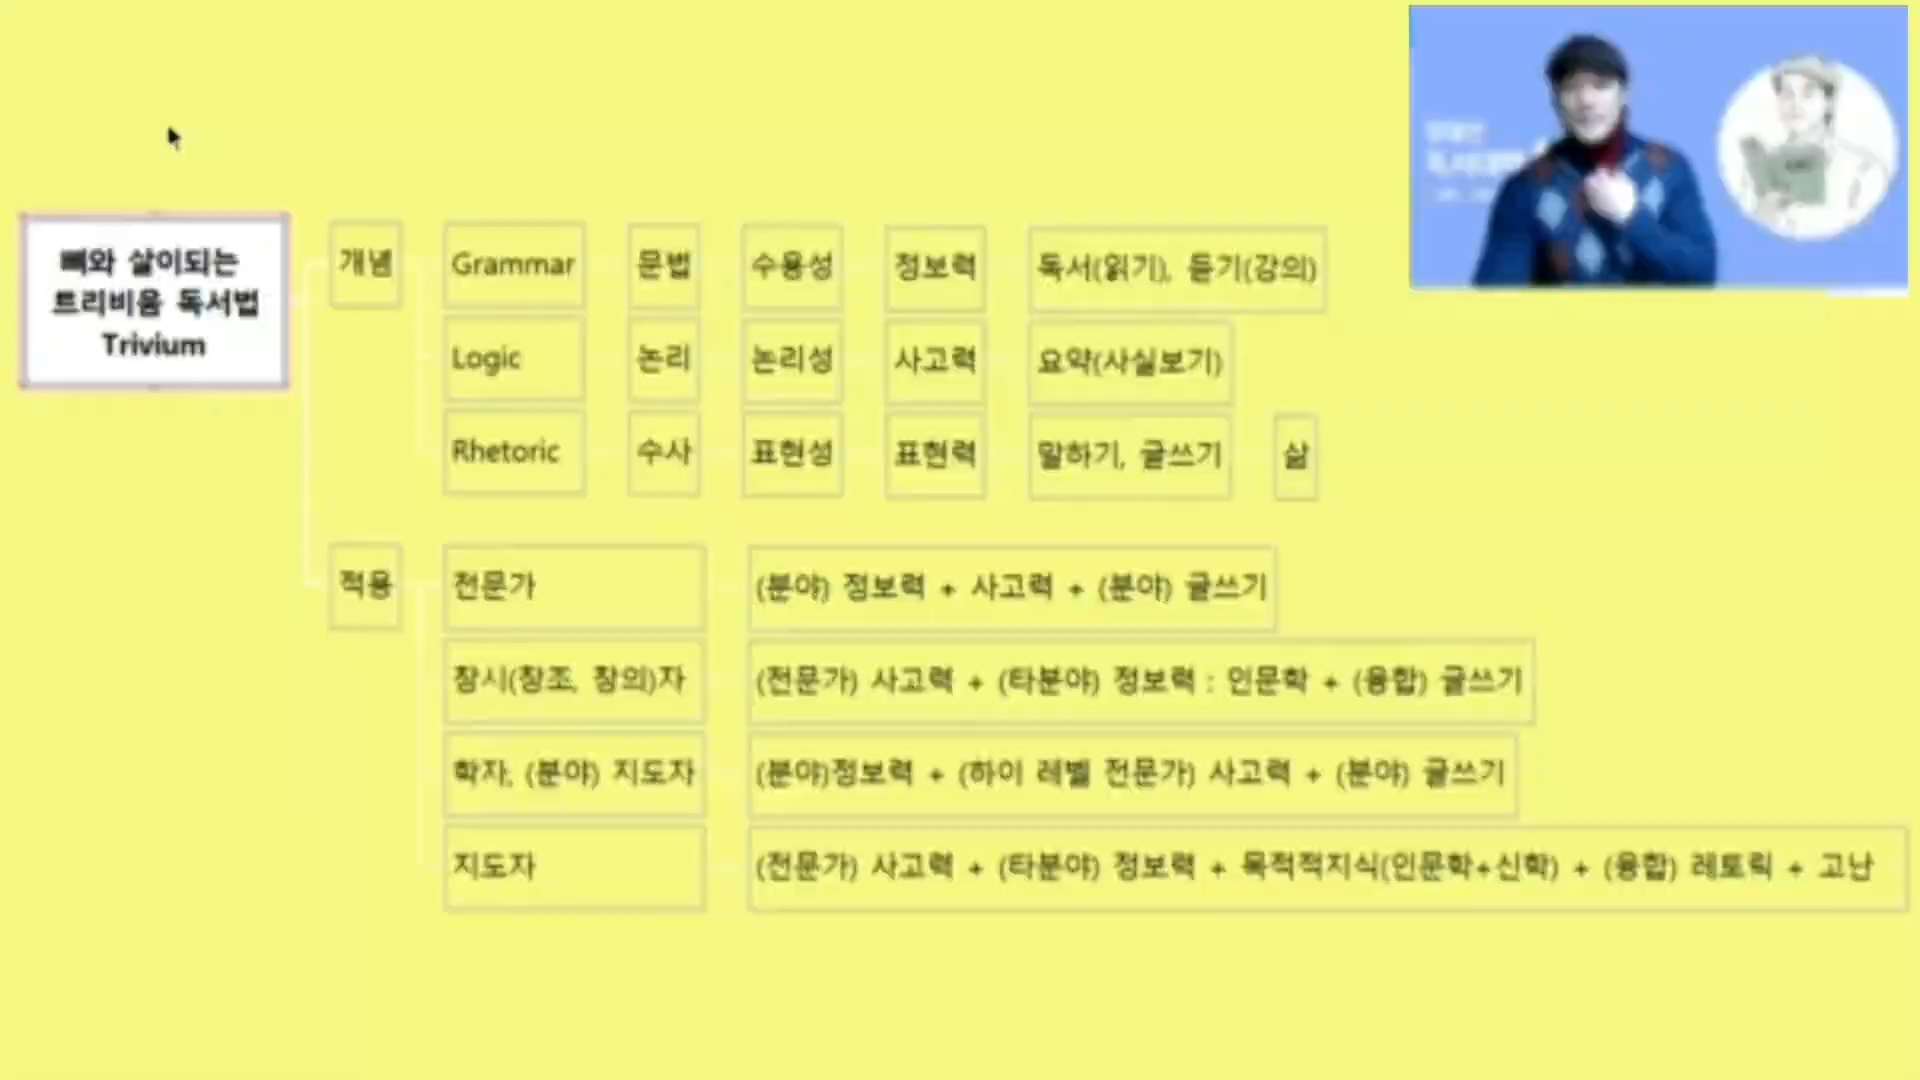 뼈와 살이되는
트리비움 독서법
Trivium
개념
Grammar 문법 수용성 정보력 독서(읽기), 듣기(강의)
Logic 논리 논리성 사고력 요약(사실보기)
Rhetoric 수사 표현성 표현력 말하기, 글쓰기 삶
적용
전문가 (분야) 정보력 + 사고력 + (분야) 글쓰기
창시(창조, 창의)자 (전문가) 사고력 + (타분야) 정보력 : 인문학 + (융합) 글쓰기
학자, (분야) 지도자 (분야)정보력 + (하이 레벨 전문가) 사고력 + (분야) 글쓰기
지도자 (전문가) 사고력 + (타분야) 정보력 + 목적적지식(인문학+신학) + (융합) 레토릭 + 고난